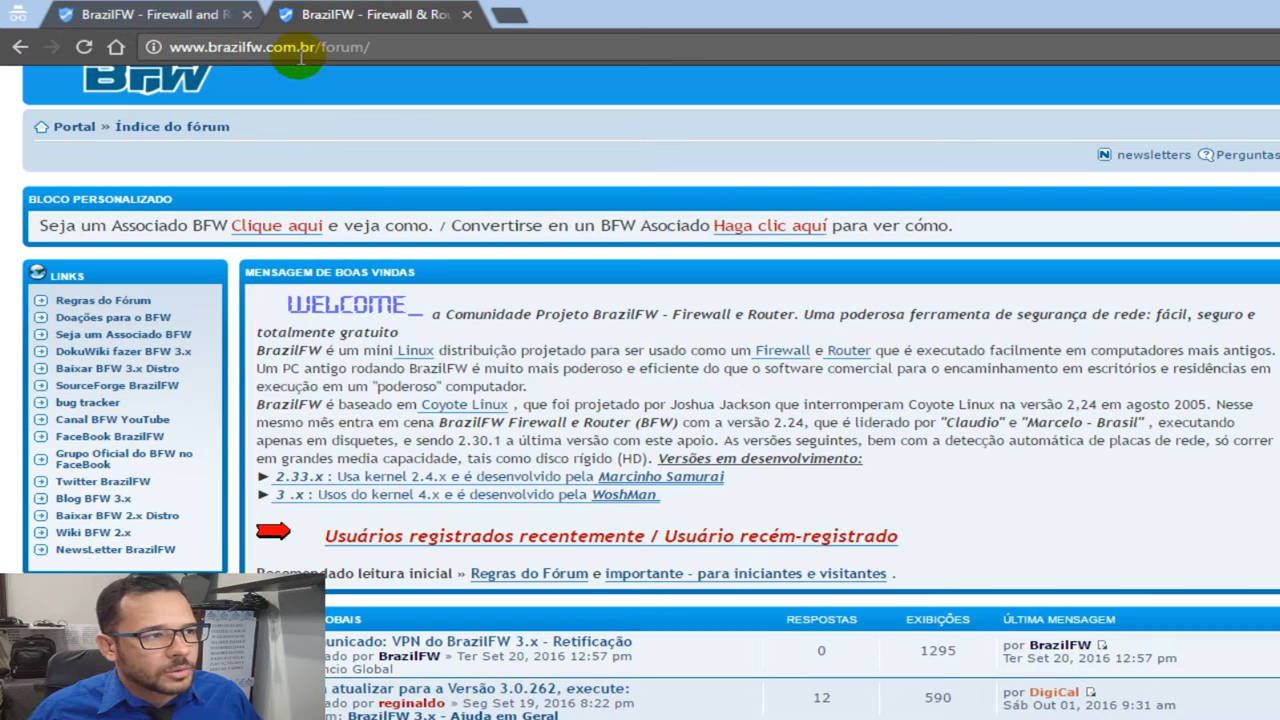 BrazilFW - Firewall and R
BrazilFW - Firewall & Rou
www.brazilfw.com.br/forum/
BFW
Portal » Índice do fórum
newsletters Perguntas
BLOCO PERSONALIZADO
Seja um Associado BFW Clique aqui e veja como. / Convertirse en un BFW Asociado Haga clic aquí para ver cómo.
LINKS
Regras do Fórum
Doações para o BFW
Seja um Associado BFW
DokuWiki fazer BFW 3.x
Baixar BFW 3.x Distro
SourceForge BrazilFW
bug tracker
Canal BFW YouTube
FaceBook BrazilFW
Grupo Oficial do BFW no
FaceBook
Twitter BrazilFW
Blog BFW 3.x
Baixar BFW 2.x Distro
Wiki BFW 2.x
NewsLetter BrazilFW
MENSAGEM DE BOAS VINDAS
WELCOME_ a Comunidade Projeto BrazilFW - Firewall e Router. Uma poderosa ferramenta de segurança de rede: fácil, seguro e
totalmente gratuito
BrazilFW é um mini Linux distribuição projetado para ser usado como um Firewall e Router que é executado facilmente em computadores mais antigos.
Um PC antigo rodando BrazilFW é muito mais poderoso e eficiente do que o software comercial para o encaminhamento em escritórios e residências em
execução em um "poderoso" computador.
BrazilFW é baseado em Coyote Linux , que foi projetado por Joshua Jackson que interromperam Coyote Linux na versão 2,24 em agosto 2005. Nesse
mesmo mês entra em cena BrazilFW Firewall e Router (BFW) com a versão 2.24, que é liderado por "Claudio" e "Marcelo - Brasil" , executando
apenas em disquetes, e sendo 2.30.1 a última versão com este apoio. As versões seguintes, bem com a detecção automática de placas de rede, só correr
em grandes media capacidade, tais como disco rígido (HD). Versões em desenvolvimento:
► 2.33.x : Usa kernel 2.4.x e é desenvolvido pela Marcinho Samurai
► 3 .x : Usos do kernel 4.x e é desenvolvido pela WoshMan
Usuários registrados recentemente / Usuário recém-registrado
mendado leitura inicial » Regras do Fórum e importante - para iniciantes e visitantes .
OBAIS RESPOSTAS EXIBIÇÕES ÚLTIMA MENSAGEM
unicado: VPN do BrazilFW 3.x - Retificação
ado por BrazilFW » Ter Set 20, 2016 12:57 pm
ncio Global
0 1295
por BrazilFW
Ter Set 20, 2016 12:57 pm
atualizar para a Versão 3.0.262, execute:
ado por reginaldo » Seg Set 19, 2016 8:22 pm
m: BrazilFW 3.x - Ajuda em Geral
12 590
por DigiCal
Sáb Out 01, 2016 9:31 am